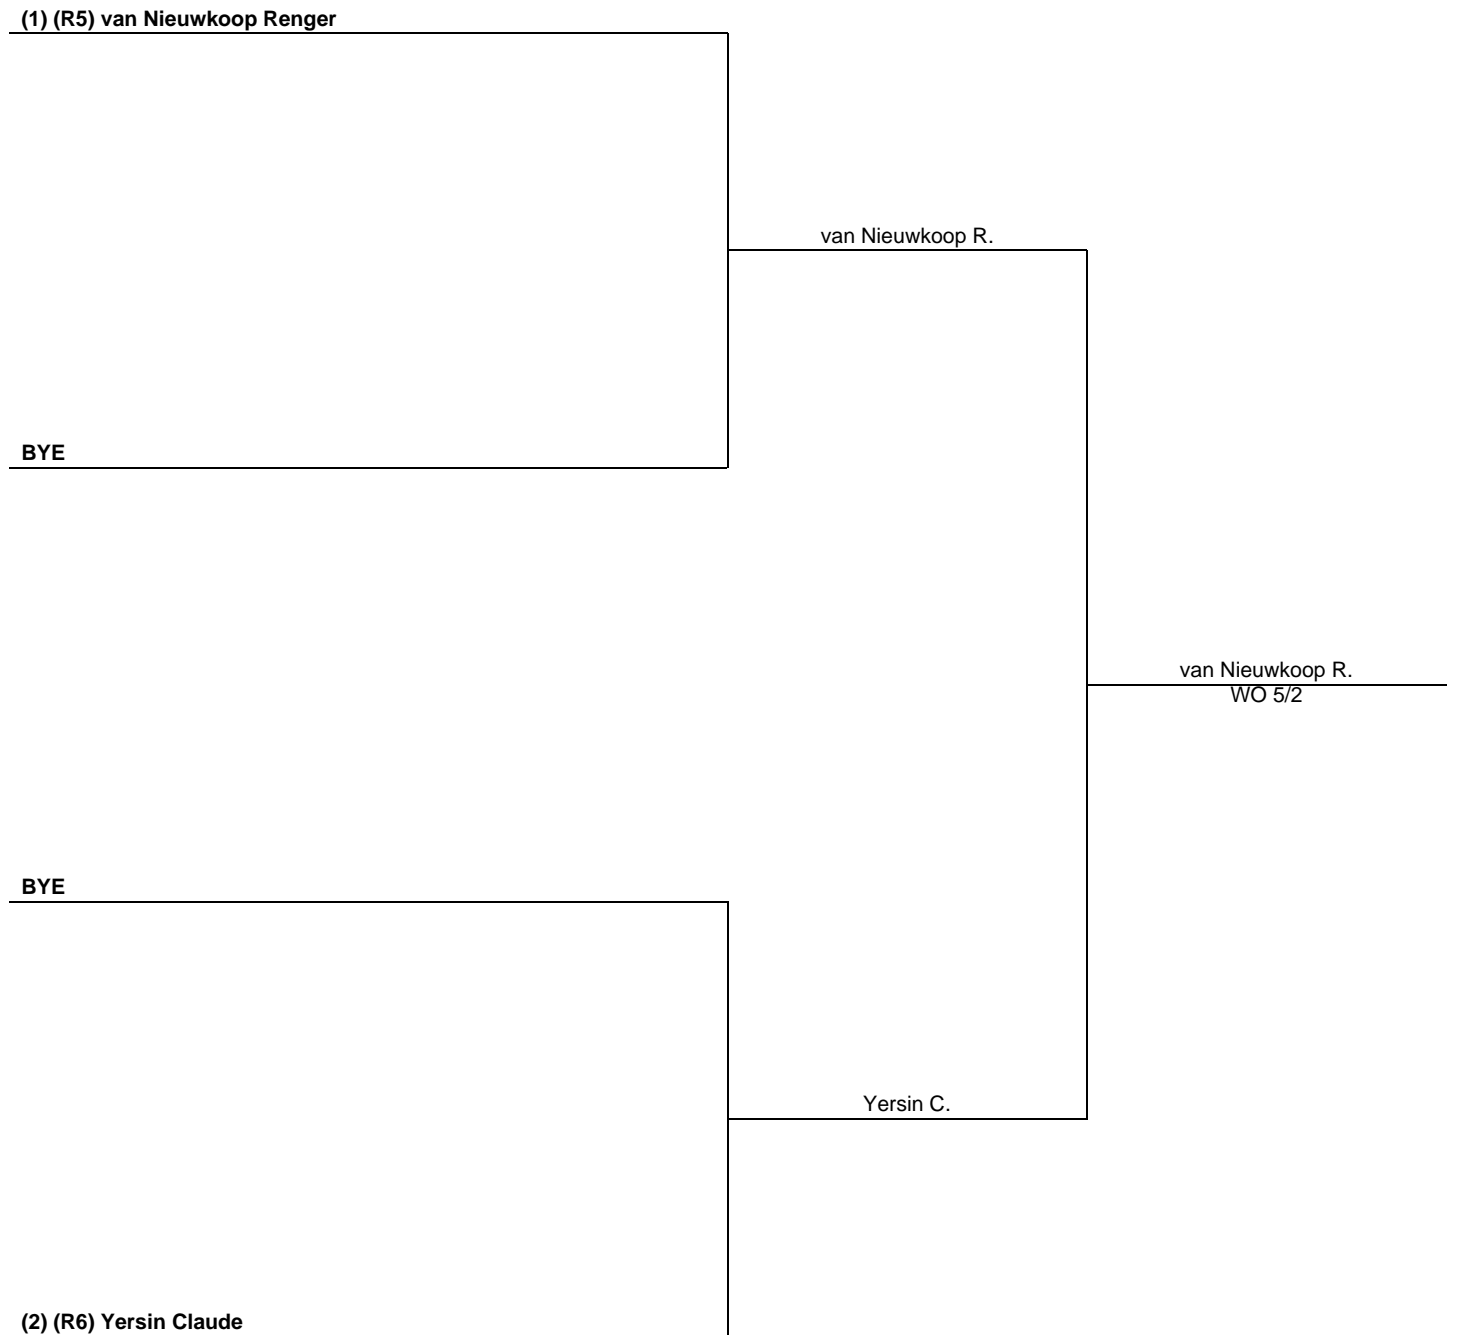 (1) (R5) van Nieuwkoop Renger
van Nieuwkoop R.
BYE
van Nieuwkoop R.
WO 5/2
BYE
Yersin C.
(2) (R6) Yersin Claude